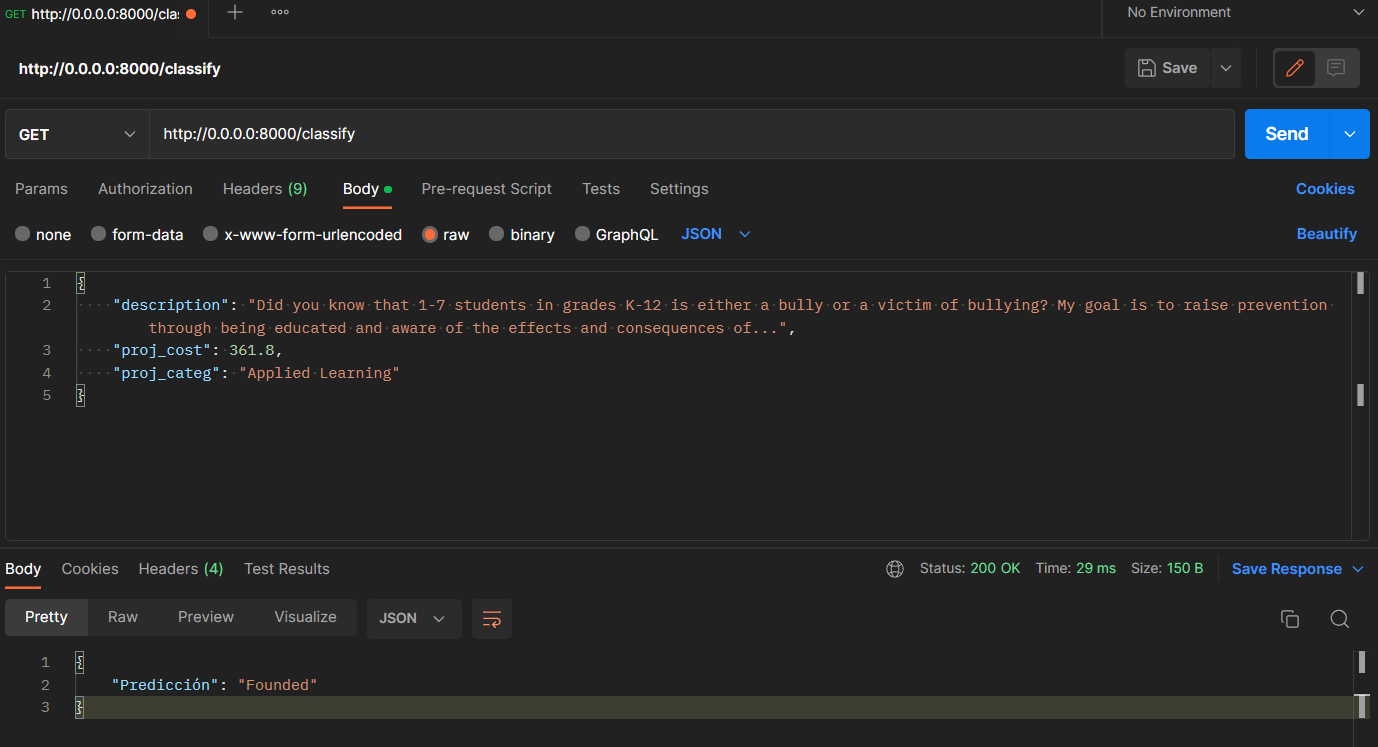 GET http://0.0.0.0:8000/cla
No Environment
http://0.0.0.0:8000/classify
Save
GET
http://0.0.0.0:8000/classify
Send
Params Authorization Headers (9) Body Pre-request Script Tests Settings Cookies
none form-data x-www-form-urlencoded raw binary GraphQL JSON Beautify
1 {
2 "description": "Did you know that 1-7 students in grades K-12 is either a bully or a victim of bullying? My goal is to raise prevention
through being educated and aware of the effects and consequences of...",
3 "proj_cost": 361.8,
4 "proj_categ": "Applied Learning"
5 }
Body Cookies Headers (4) Test Results Status: 200 OK Time: 29 ms Size: 150 B Save Response
Pretty Raw Preview Visualize JSON
1 {
2 "Predicción": "Founded"
3 }